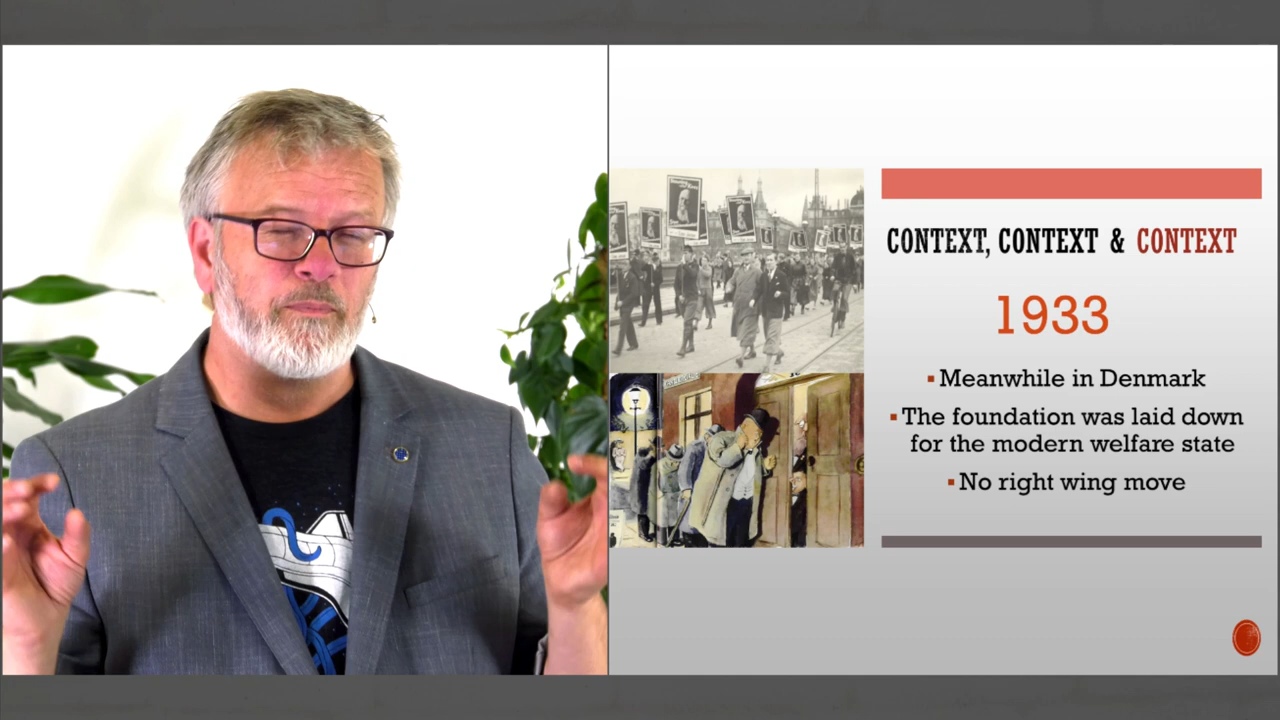 CONTEXT, CONTEXT & CONTEXT
1933
▪Meanwhile in Denmark
▪The foundation was laid down
for the modern welfare state
▪No right wing move